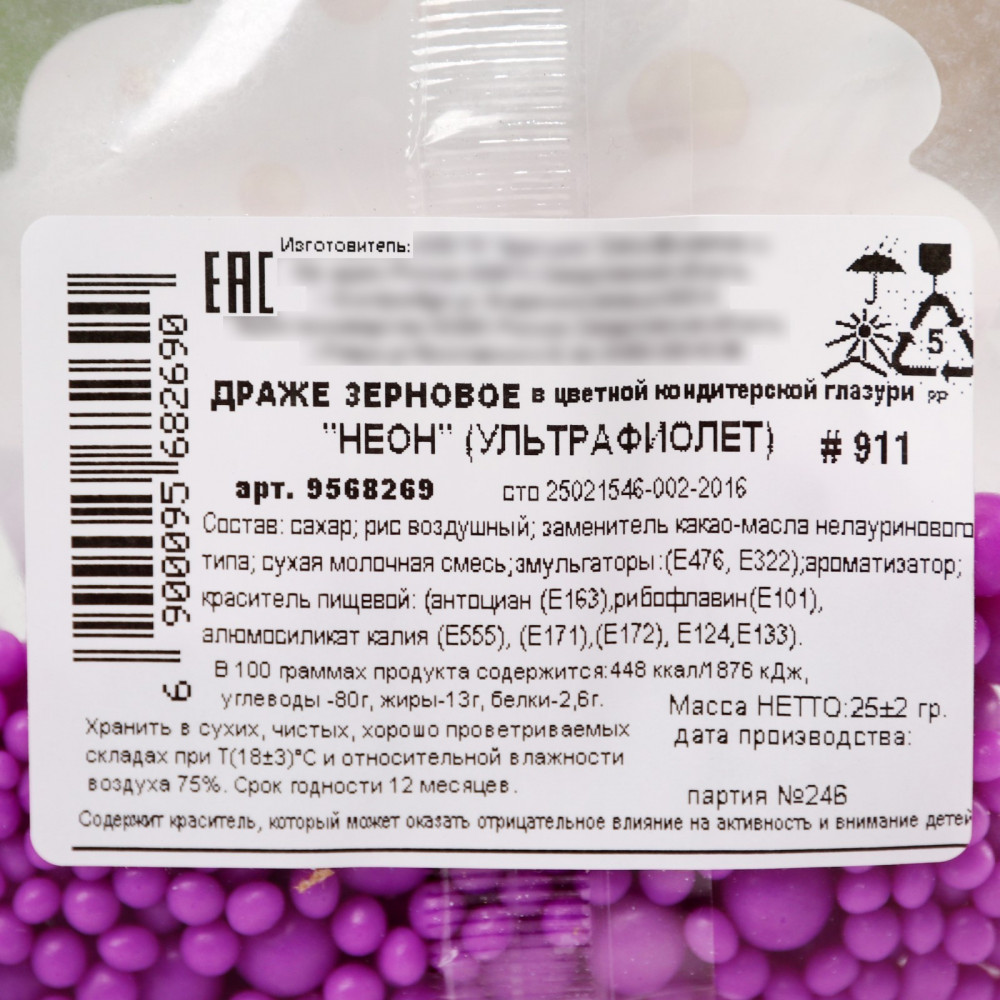 EAC
Изготовитель:
5
PP
ДРАЖЕ ЗЕРНОВОЕ в цветной кондитерской глазури
"НЕОН" (УЛЬТРАФИОЛЕТ) # 911
арт. 9568269 сто 25021546-002-2016
Состав: сахар; рис воздушный; заменитель какао-масла нелауринового
типа; сухая молочная смесь;эмульгаторы:(Е476, Е322);ароматизатор;
краситель пищевой: (антоциан (Е163),рибофлавин(Е101),
алюмосиликат калия (Е555), (Е171),(Е172), Е124,Е133).
В 100 граммах продукта содержится:448 ккал/1876 кДж,
углеводы -80г, жиры-13г, белки-2,6г.
Масса НЕТТО:25±2 гр.
дата производства:
Хранить в сухих, чистых, хорошо проветриваемых
складах при Т(18±3)°С и относительной влажности
воздуха 75%. Срок годности 12 месяцев.
партия №246
Содержит краситель, который может оказать отрицательное влияние на активность и внимание детей
6 900095 682690